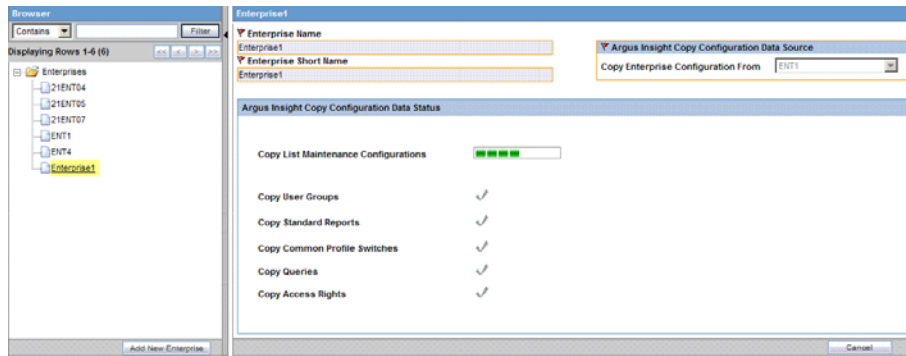 Browser
Contains
Filter
Displaying Rows 1-6 (6)
<< < > >>
Enterprises
21ENT04
21ENT05
21ENT07
ENT1
ENT4
Enterprise1
Add New Enterprise
Enterprise1
Enterprise Name
Enterprise1
Enterprise Short Name
Enterprise1
Argus Insight Copy Configuration Data Source
Copy Enterprise Configuration From ENT1
Argus Insight Copy Configuration Data Status
Copy List Maintenance Configurations
Copy User Groups
Copy Standard Reports
Copy Common Profile Switches
Copy Queries
Copy Access Rights
Cancel